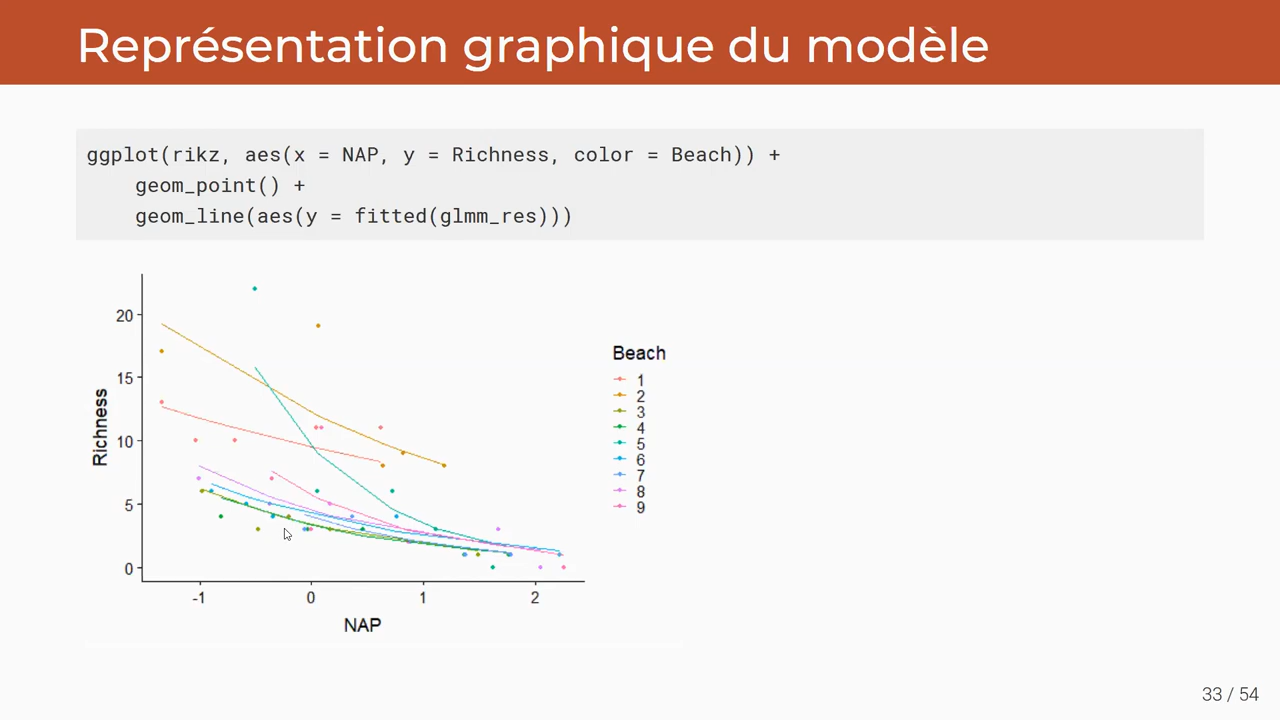 Représentation graphique du modèle
ggplot(rikz, aes(x = NAP, y = Richness, color = Beach)) +
    geom_point() +
    geom_line(aes(y = fitted(glmm_res)))
20
15
10
5
0
Richness
-1
0
1
2
NAP
Beach
1
2
3
4
5
6
7
8
9
33 / 54